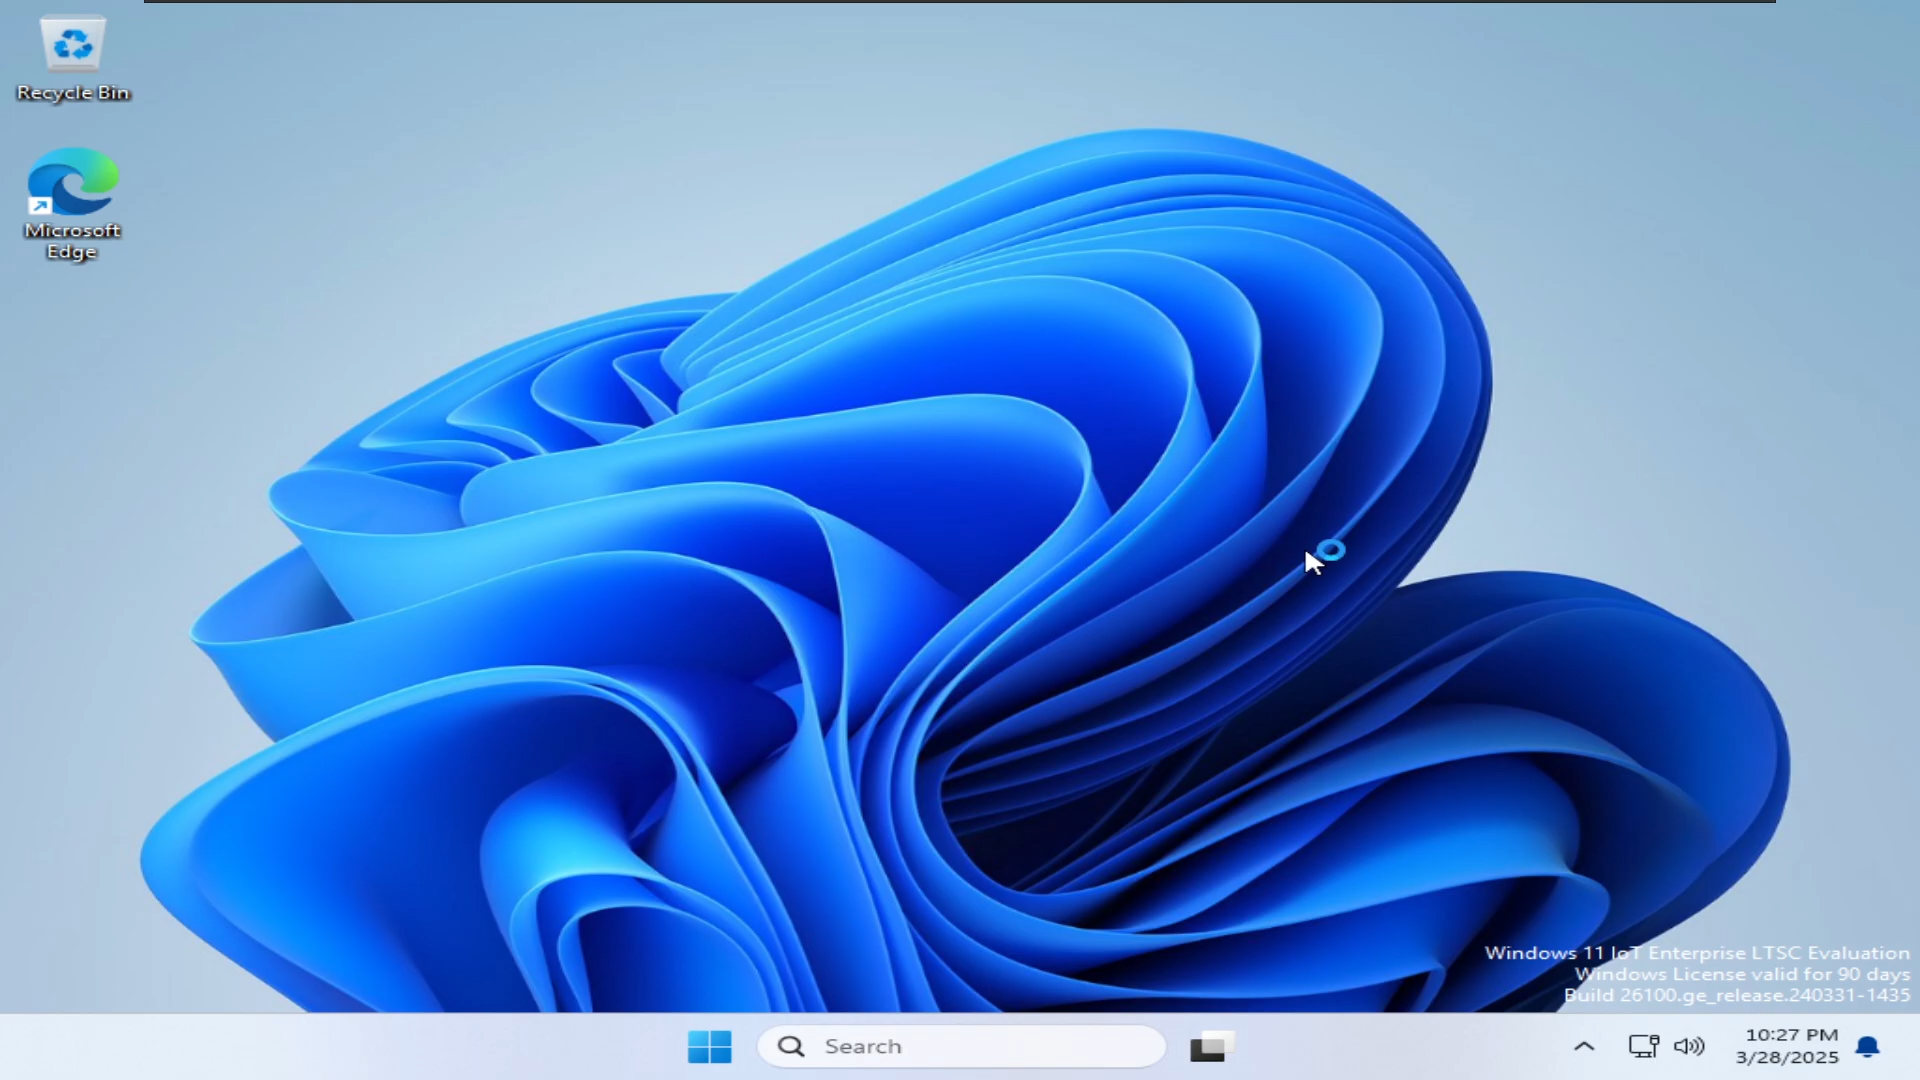 Recycle Bin
Microsoft
Edge
Windows 11 IoT Enterprise LTSC Evaluation
Windows License valid for 90 days
Build 26100.ge_release.240331-1435
Search
10:27 PM
3/28/2025